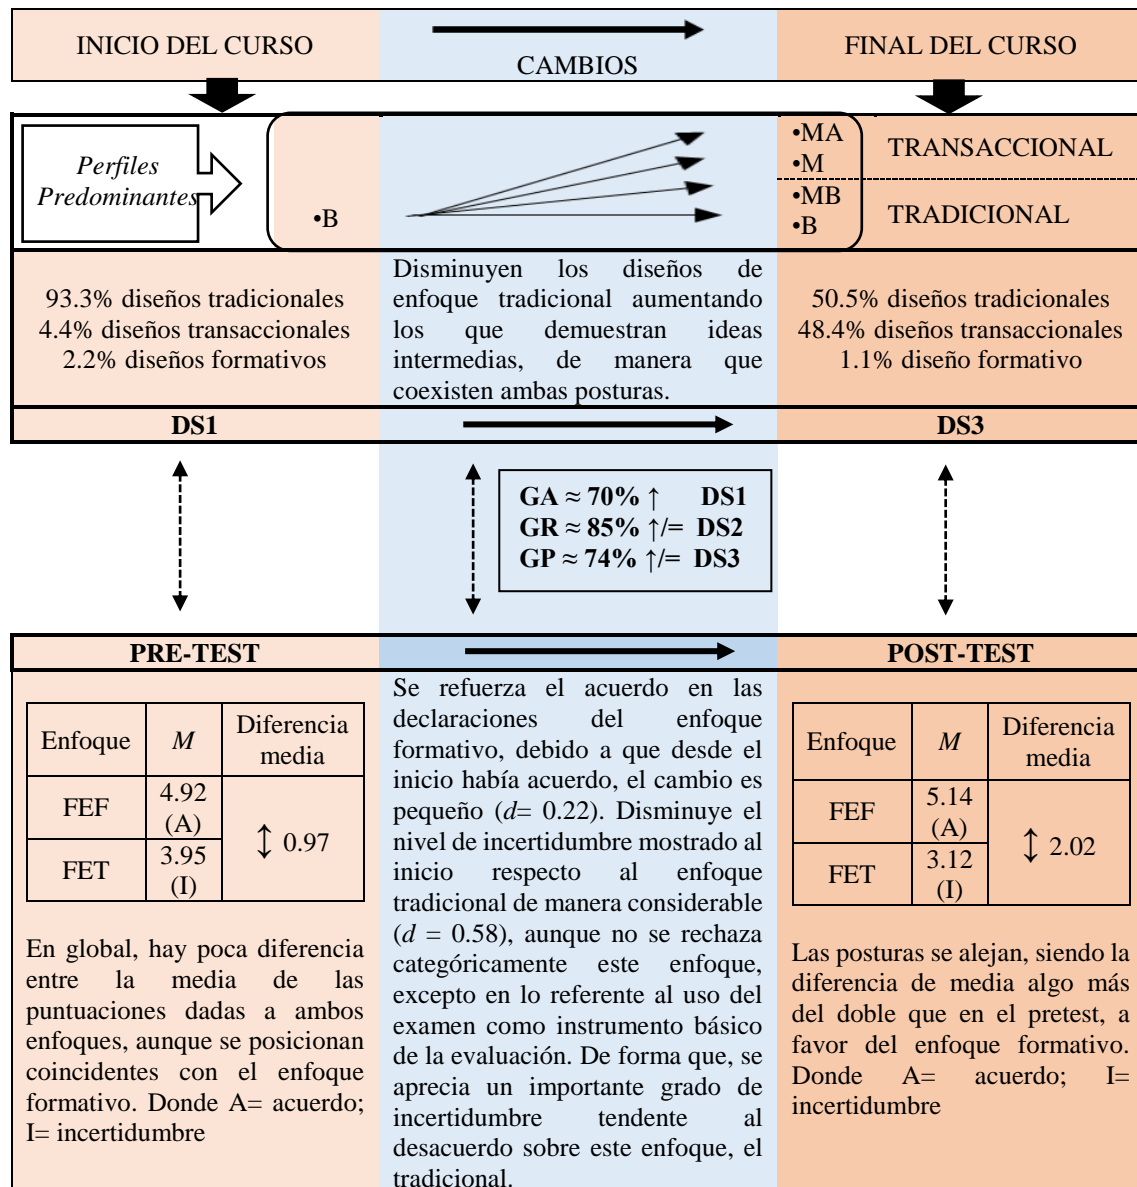 INICIO DEL CURSO
CAMBIOS
FINAL DEL CURSO
Perfiles
Predominantes
•B
•MA
•M
•MB
•B
TRANSACCIONAL
TRADICIONAL
93.3% diseños tradicionales
4.4% diseños transaccionales
2.2% diseños formativos
Disminuyen los diseños de
enfoque tradicional aumentando
los que demuestran ideas
intermedias, de manera que
coexisten ambas posturas.
50.5% diseños tradicionales
48.4% diseños transaccionales
1.1% diseño formativo
DS1
DS3
GA ≈ 70% ↑ DS1
GR ≈ 85% ↑/= DS2
GP ≈ 74% ↑/= DS3
PRE-TEST
POST-TEST
Enfoque M Diferencia
media
FEF 4.92
(A)
↕ 0.97
FET 3.95
(I)
En global, hay poca diferencia
entre la media de las
puntuaciones dadas a ambos
enfoques, aunque se posicionan
coincidentes con el enfoque
formativo. Donde A= acuerdo;
I= incertidumbre
Se refuerza el acuerdo en las
declaraciones del enfoque
formativo, debido a que desde el
inicio había acuerdo, el cambio es
pequeño (d= 0.22). Disminuye el
nivel de incertidumbre mostrado al
inicio respecto al enfoque
tradicional de manera considerable
(d = 0.58), aunque no se rechaza
categóricamente este enfoque,
excepto en lo referente al uso del
examen como instrumento básico
de la evaluación. De forma que, se
aprecia un importante grado de
incertidumbre tendente al
desacuerdo sobre este enfoque, el
tradicional.
Enfoque M Diferencia
media
FEF 5.14
(A)
↕ 2.02
FET 3.12
(I)
Las posturas se alejan, siendo la
diferencia de media algo más
del doble que en el pretest, a
favor del enfoque formativo.
Donde A= acuerdo; I=
incertidumbre